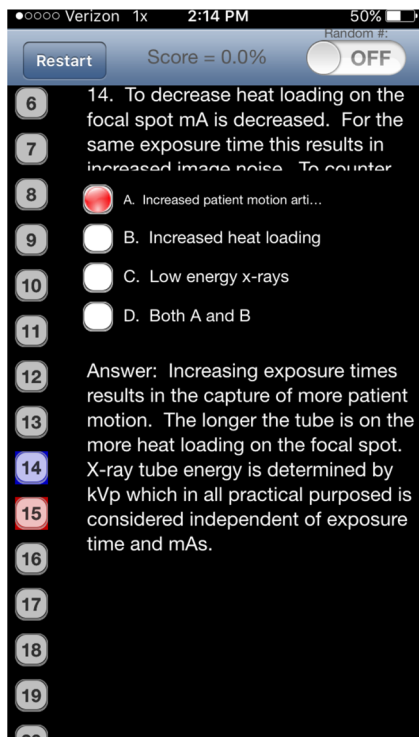 Verizon 1x 2:14 PM 50%
Random #:
Restart Score = 0.0% OFF
6
7
8
9
10
11
12
13
14
15
16
17
18
19
14. To decrease heat loading on the
focal spot mA is decreased. For the
same exposure time this results in
increased image noise. To counter
A. Increased patient motion arti...
B. Increased heat loading
C. Low energy x-rays
D. Both A and B
Answer: Increasing exposure times
results in the capture of more patient
motion. The longer the tube is on the
more heat loading on the focal spot.
X-ray tube energy is determined by
kVp which in all practical purposed is
considered independent of exposure
time and mAs.